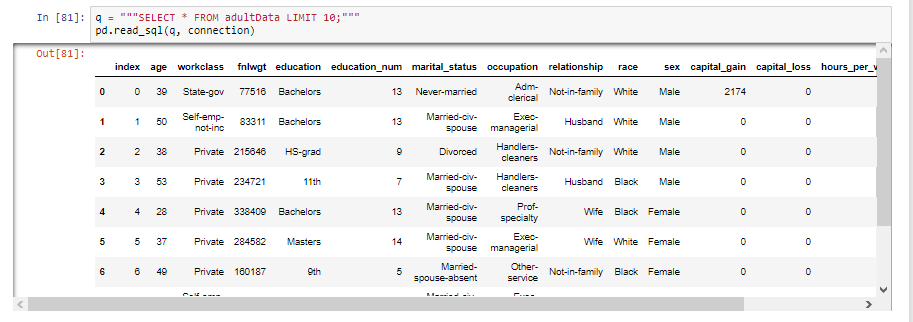 In [81]: q = """SELECT * FROM adultData LIMIT 10;"""
pd.read_sql(q, connection)
Out[81]:
index age workclass fnlwgt education education_num marital_status occupation relationship race sex capital_gain capital_loss hours_per_
0 0 39 State-gov 77516 Bachelors 13 Never-married Adm-clerical Not-in-family White Male 2174 0
1 1 50 Self-emp-not-inc 83311 Bachelors 13 Married-civ-spouse Exec-managerial Husband White Male 0 0
2 2 38 Private 215646 HS-grad 9 Divorced Handlers-cleaners Not-in-family White Male 0 0
3 3 53 Private 234721 11th 7 Married-civ-spouse Handlers-cleaners Husband Black Male 0 0
4 4 28 Private 338409 Bachelors 13 Married-civ-spouse Prof-specialty Wife Black Female 0 0
5 5 37 Private 284582 Masters 14 Married-civ-spouse Exec-managerial Wife White Female 0 0
6 6 49 Private 160187 9th 5 Married-spouse-absent Other-service Not-in-family Black Female 0 0